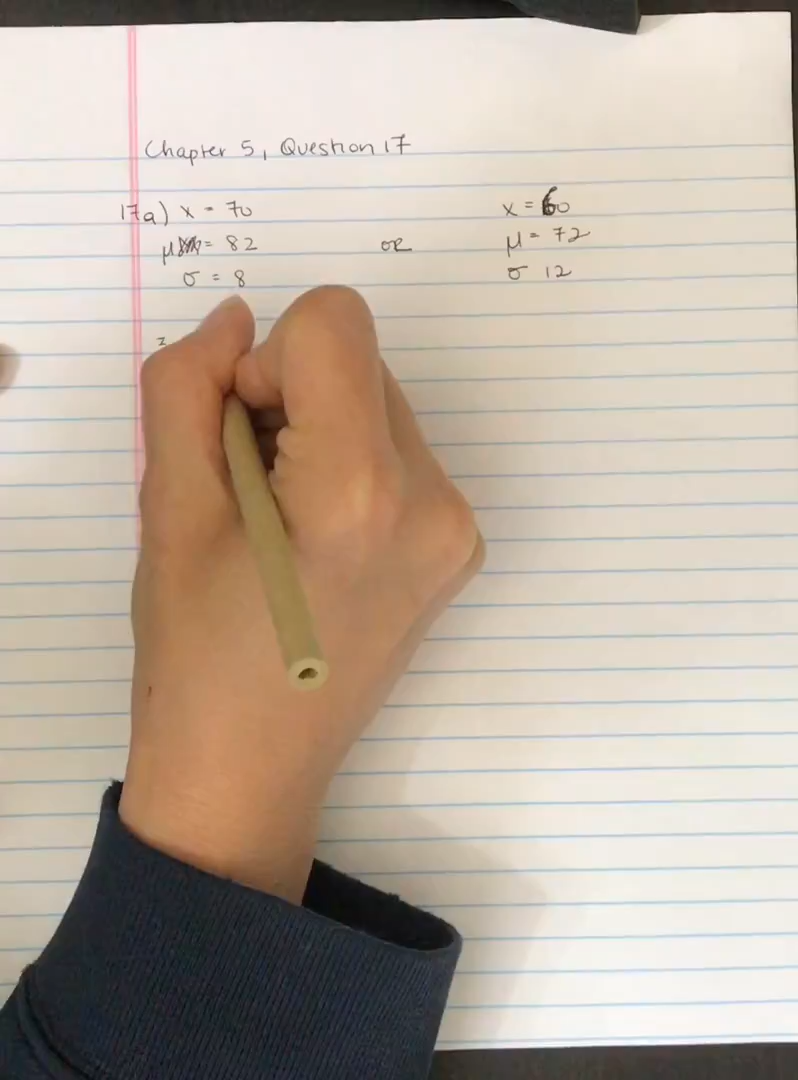 Chapter 5, Question 17
17a) x = 70
μ = 82
σ = 8
OR
x = 60
μ = 72
σ 12
z